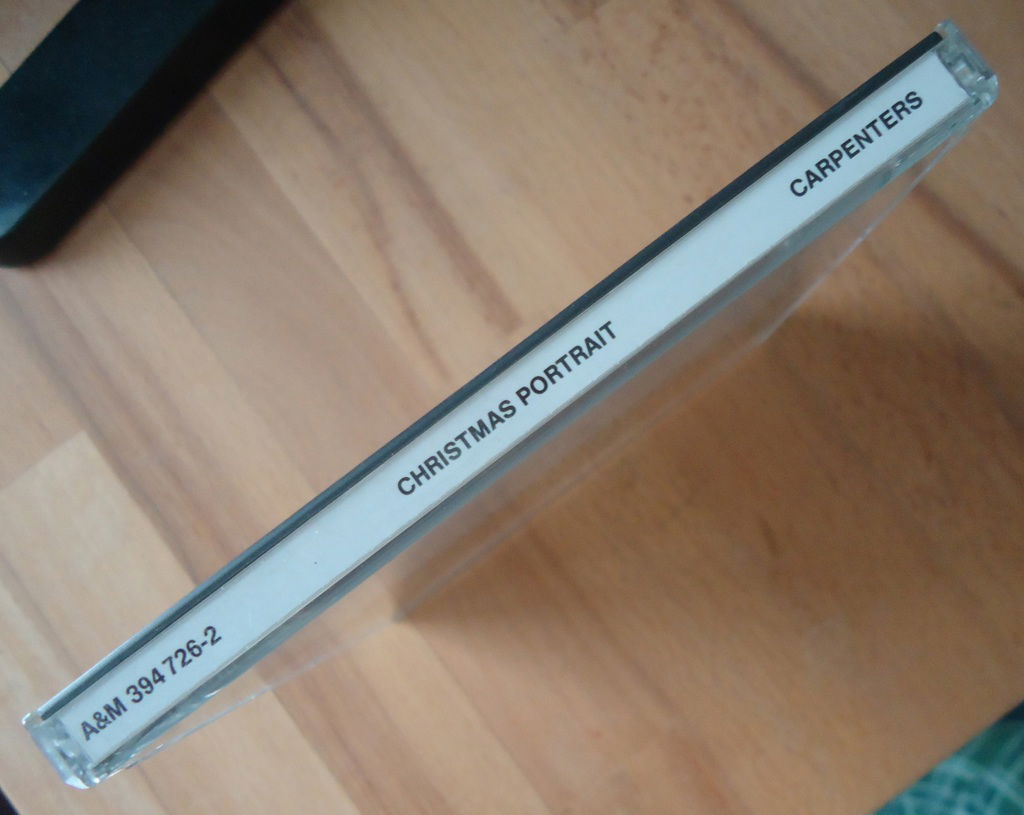 A&M 394 726-2 CHRISTMAS PORTRAIT CARPENTERS